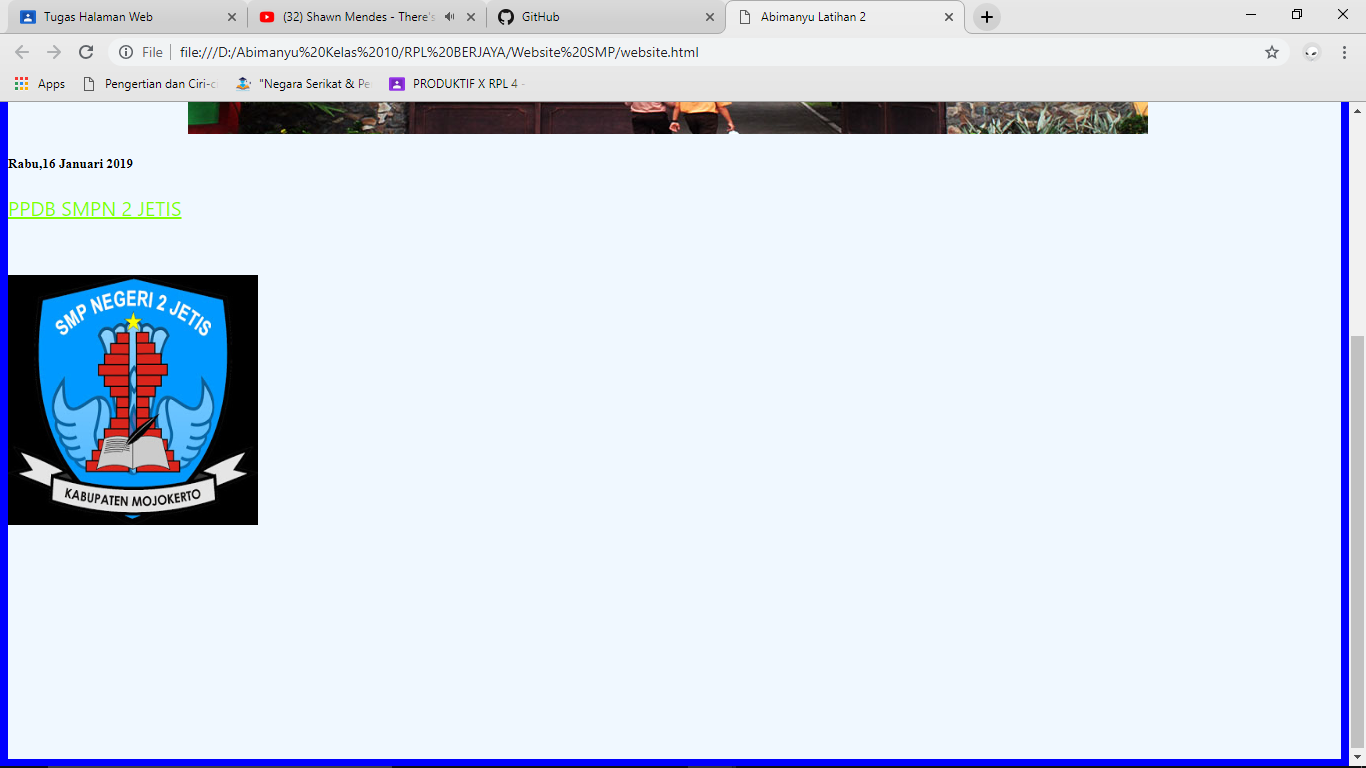 Tugas Halaman Web
(32) Shawn Mendes - There's
GitHub
Abimanyu Latihan 2
File
file:///D:/Abimanyu%20Kelas%2010/RPL%20BERJAYA/Website%20SMP/website.html
Apps
Pengertian dan Ciri-c
"Negara Serikat & Pe
PRODUKTIF X RPL 4 -
Rabu,16 Januari 2019
PPDB SMPN 2 JETIS
SMP NEGERI 2 JETIS
KABUPATEN MOJOKERTO